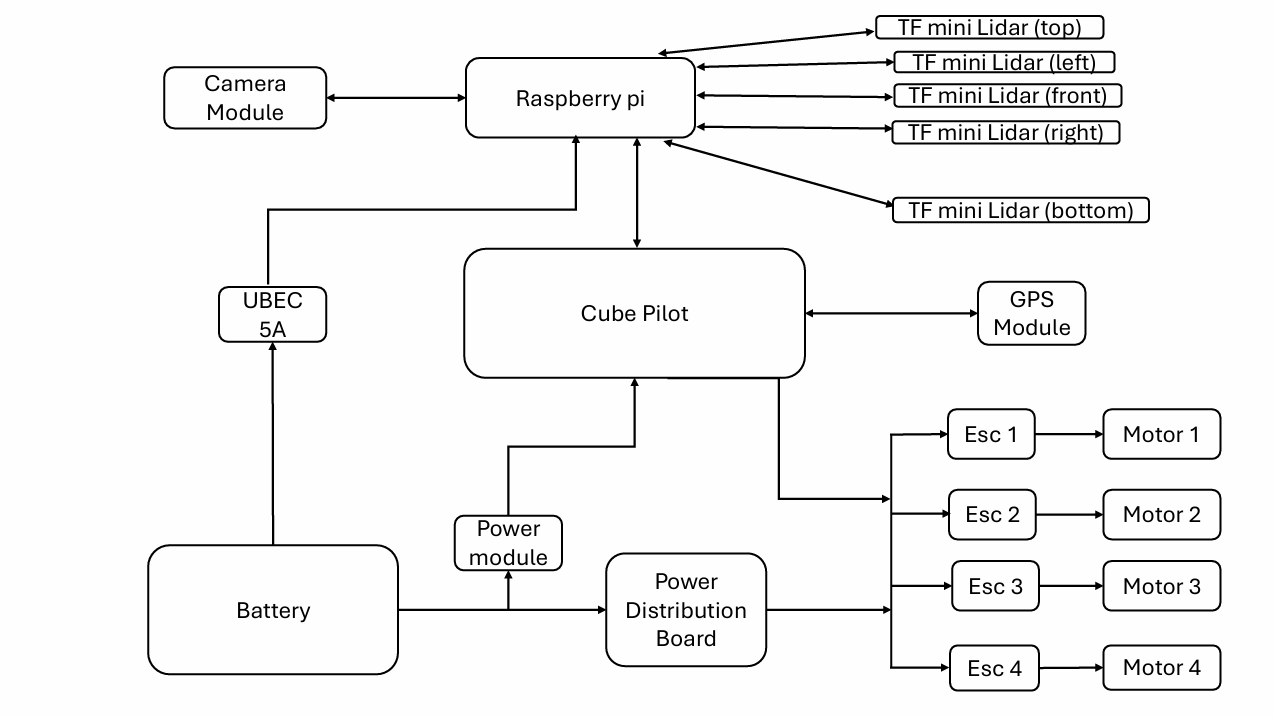 TF mini Lidar (top)
TF mini Lidar (left)
Camera
Module
Raspberry pi
TF mini Lidar (front)
TF mini Lidar (right)
TF mini Lidar (bottom)
UBEC
5A
Cube Pilot
GPS
Module
Esc 1
Motor 1
Esc 2
Motor 2
Power
module
Esc 3
Motor 3
Battery
Power
Distribution
Board
Esc 4
Motor 4